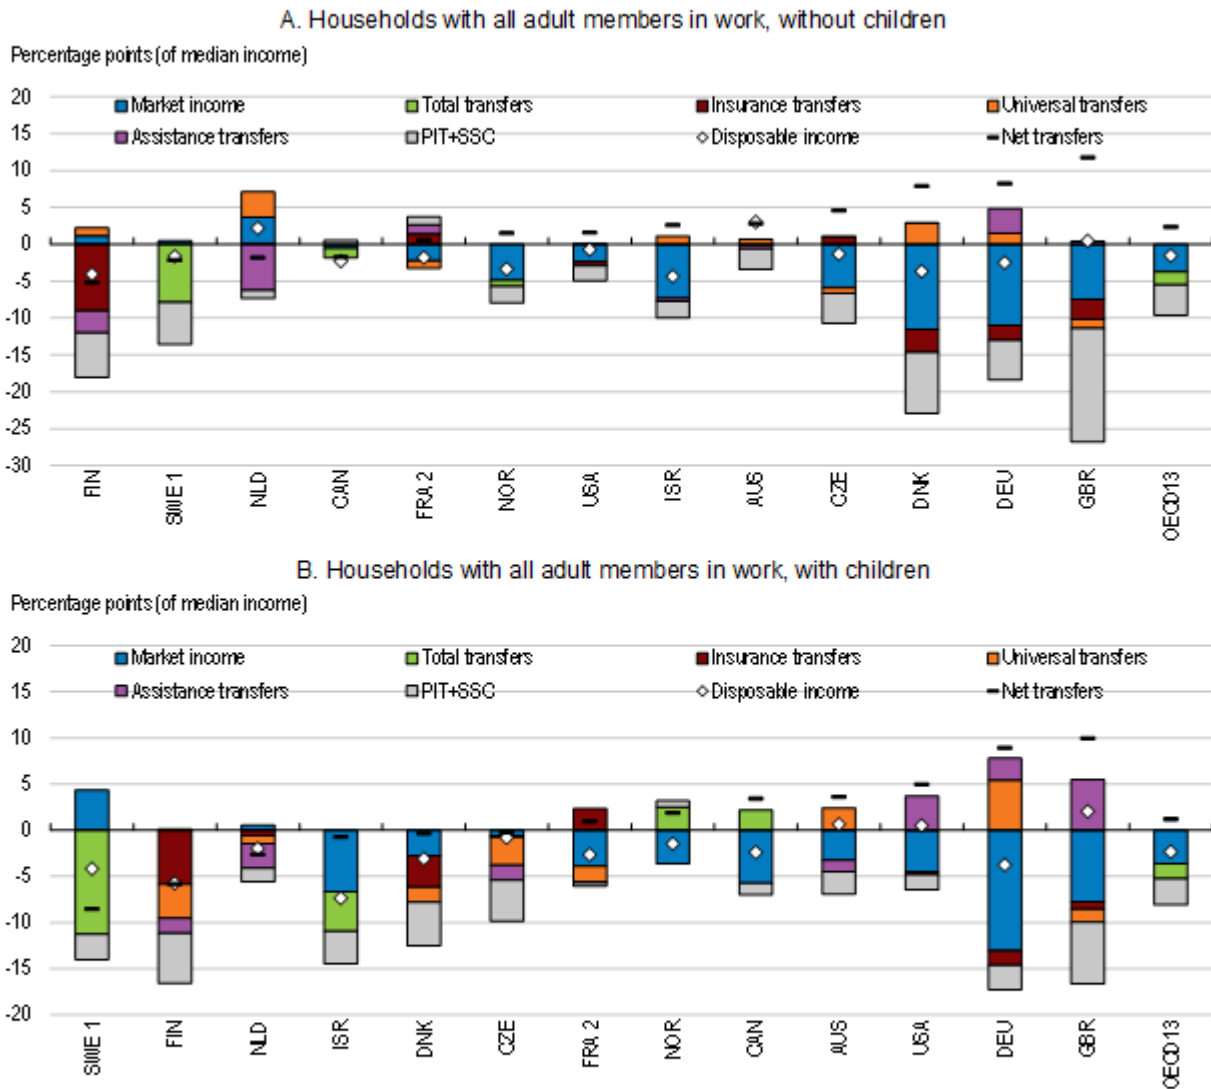 A. Households with all adult members in work, without children
Percentage points (of median income)
20
Market income Total transfers Insurance transfers Universal transfers
15
Assistance transfers PIT+SSC Disposable income Net transfers
10
5
0
-5
-10
-15
-20
-25
-30
FIN SWE 1 NLD CAN FRA 2 NOR USA ISR AUS CZE DNK DEU GBR OECD13
B. Households with all adult members in work, with children
Percentage points (of median income)
20
Market income Total transfers Insurance transfers Universal transfers
15
Assistance transfers PIT+SSC Disposable income Net transfers
10
5
0
-5
-10
-15
-20
SWE 1 FIN NLD ISR DNK CZE FRA 2 NOR CAN AUS USA DEU GBR OECD13